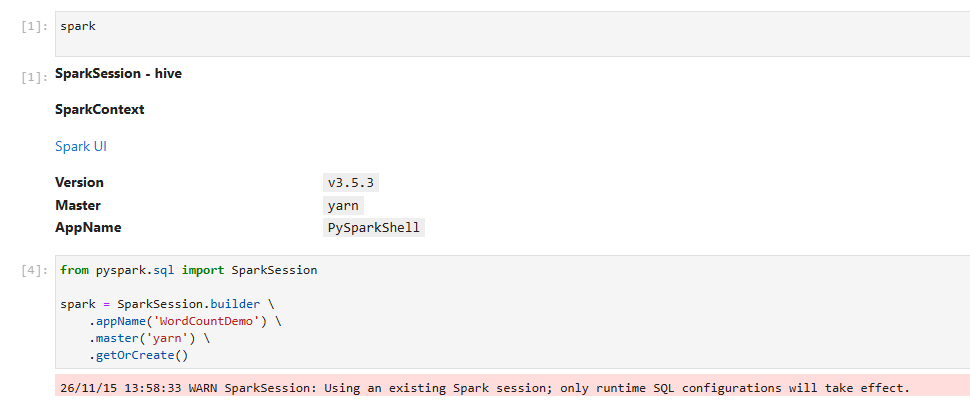 [1]: spark
[1]: SparkSession - hive
SparkContext
Spark UI
Version v3.5.3
Master yarn
AppName PySparkShell
[4]: from pyspark.sql import SparkSession
spark = SparkSession.builder \
.appName('WordCountDemo') \
.master('yarn') \
.getOrCreate()
26/11/15 13:58:33 WARN SparkSession: Using an existing Spark session; only runtime SQL configurations will take effect.